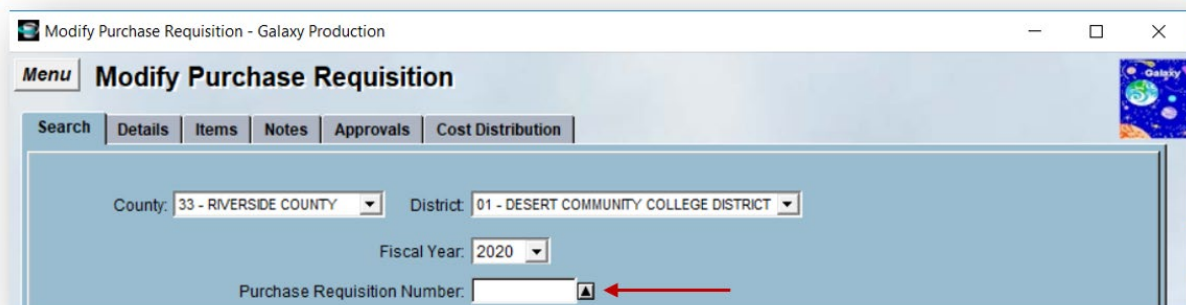 Modify Purchase Requisition - Galaxy Production
Menu Modify Purchase Requisition
Galaxy
Search Details Items Notes Approvals Cost Distribution
County: 33 - RIVERSIDE COUNTY District: 01 - DESERT COMMUNITY COLLEGE DISTRICT
Fiscal Year: 2020
Purchase Requisition Number: